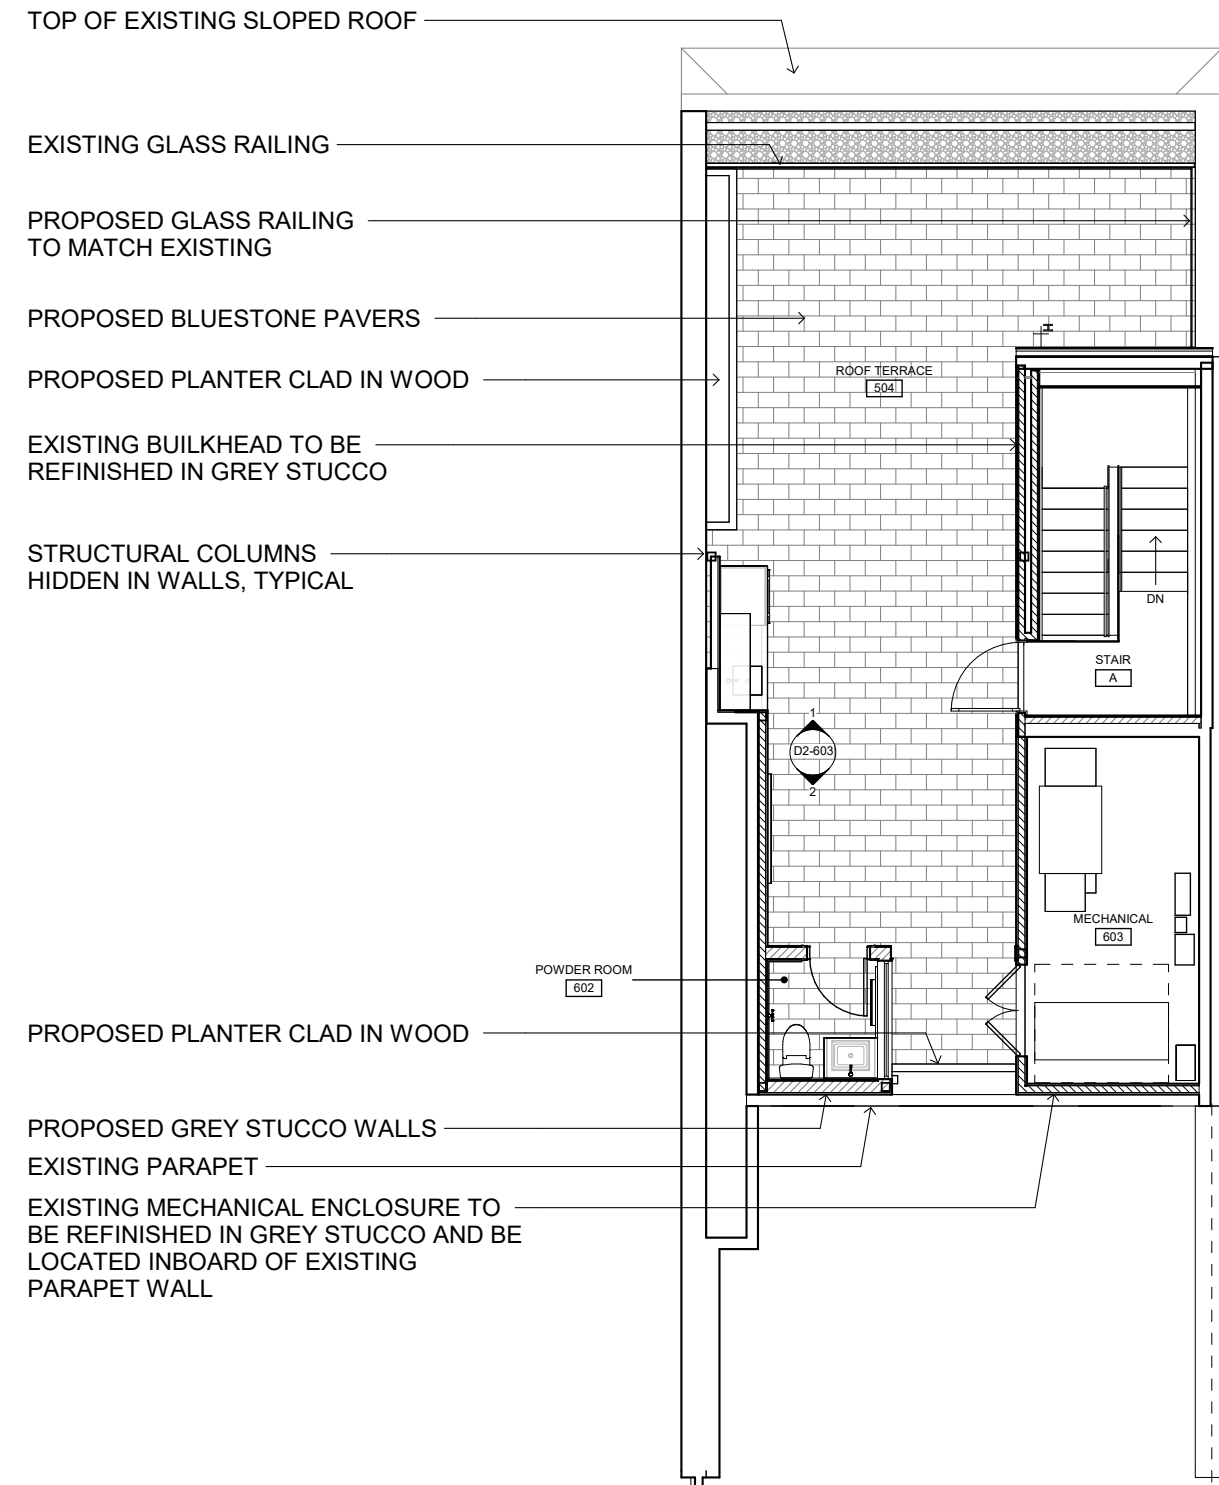 TOP OF EXISTING SLOPED ROOF
EXISTING GLASS RAILING
PROPOSED GLASS RAILING
TO MATCH EXISTING
PROPOSED BLUESTONE PAVERS
H
ROOF TERRACE
504
PROPOSED PLANTER CLAD IN WOOD
EXISTING BUILKHEAD TO BE
REFINISHED IN GREY STUCCO
STRUCTURAL COLUMNS
HIDDEN IN WALLS, TYPICAL
DN
STAIR
A
1
D2-603
2
MECHANICAL
603
POWDER ROOM
602
PROPOSED PLANTER CLAD IN WOOD
PROPOSED GREY STUCCO WALLS
EXISTING PARAPET
EXISTING MECHANICAL ENCLOSURE TO
BE REFINISHED IN GREY STUCCO AND BE
LOCATED INBOARD OF EXISTING
PARAPET WALL